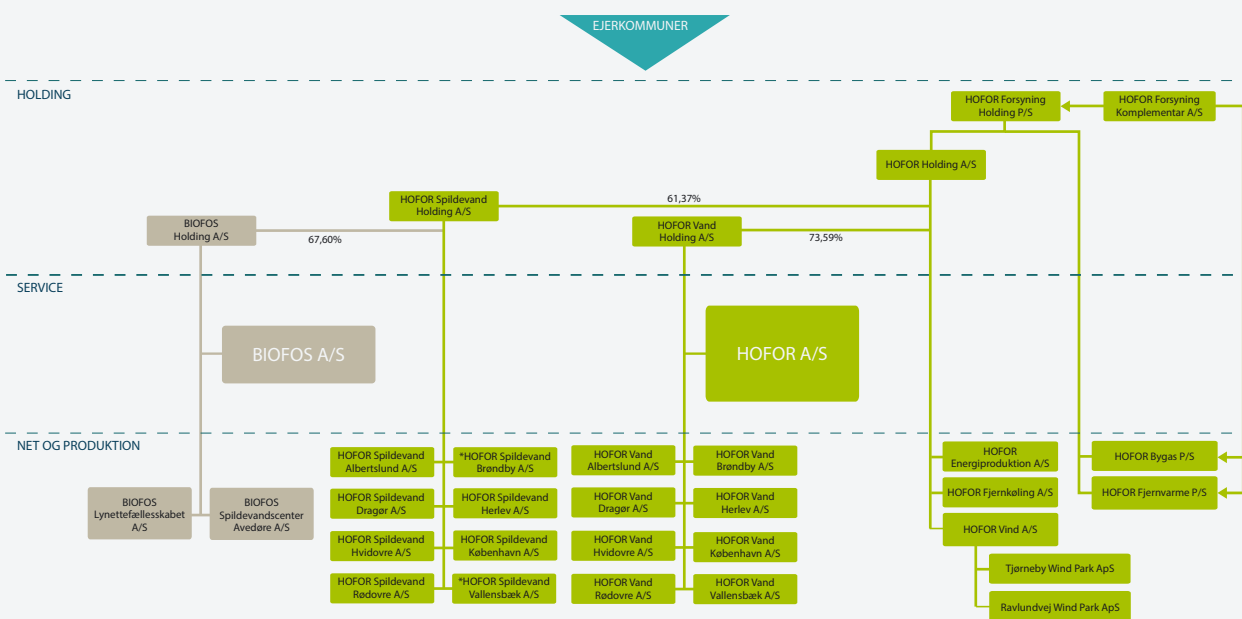 EJERKOMMUNER
HOLDING
HOFOR Forsyning
Holding P/S
HOFOR Forsyning
Komplementar A/S
HOFOR Holding A/S
HOFOR Spildevand
Holding A/S
61,37%
BIOFOS
Holding A/S
67,60%
HOFOR Vand
Holding A/S
73,59%
SERVICE
BIOFOS A/S
HOFOR A/S
NET OG PRODUKTION
BIOFOS
Lynettefællesskabet
A/S
BIOFOS
Spildevandscenter
Avedøre A/S
HOFOR Spildevand
Albertslund A/S
*HOFOR Spildevand
Brøndby A/S
HOFOR Spildevand
Dragør A/S
HOFOR Spildevand
Herlev A/S
HOFOR Spildevand
Hvidovre A/S
HOFOR Spildevand
København A/S
HOFOR Spildevand
Rødovre A/S
*HOFOR Spildevand
Vallensbæk A/S
HOFOR Vand
Albertslund A/S
HOFOR Vand
Brøndby A/S
HOFOR Vand
Dragør A/S
HOFOR Vand
Herlev A/S
HOFOR Vand
Hvidovre A/S
HOFOR Vand
København A/S
HOFOR Vand
Rødovre A/S
HOFOR Vand
Vallensbæk A/S
HOFOR
Energiproduktion A/S
HOFOR Fjernkøling A/S
HOFOR Vind A/S
Tjørneby Wind Park ApS
Ravlundvej Wind Park ApS
HOFOR Bygas P/S
HOFOR Fjernvarme P/S